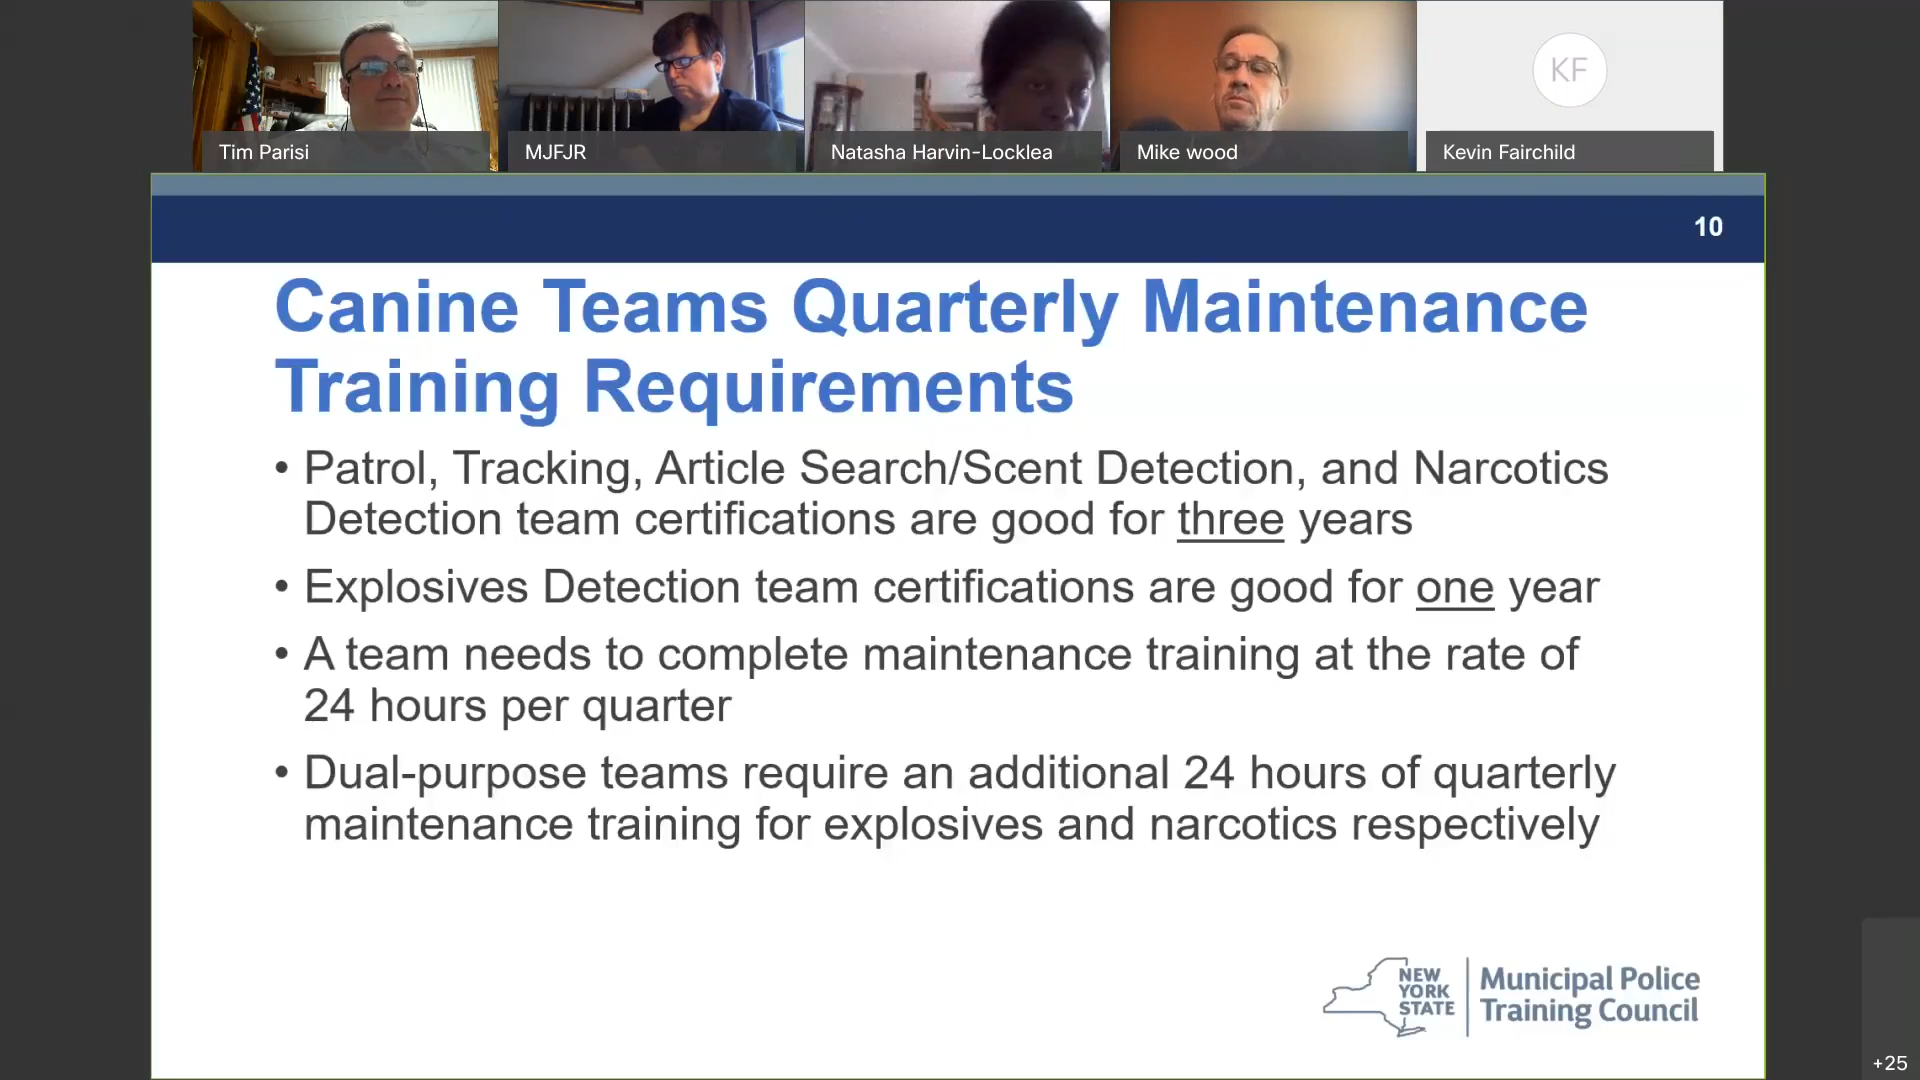 Tim Parisi
MJFJR
Natasha Harvin-Locklea
Mike wood
KF
Kevin Fairchild
10
Canine Teams Quarterly Maintenance
Training Requirements
• Patrol, Tracking, Article Search/Scent Detection, and Narcotics
Detection team certifications are good for three years
• Explosives Detection team certifications are good for one year
• A team needs to complete maintenance training at the rate of
24 hours per quarter
• Dual-purpose teams require an additional 24 hours of quarterly
maintenance training for explosives and narcotics respectively
NEW
YORK
STATE
Municipal Police
Training Council
+25